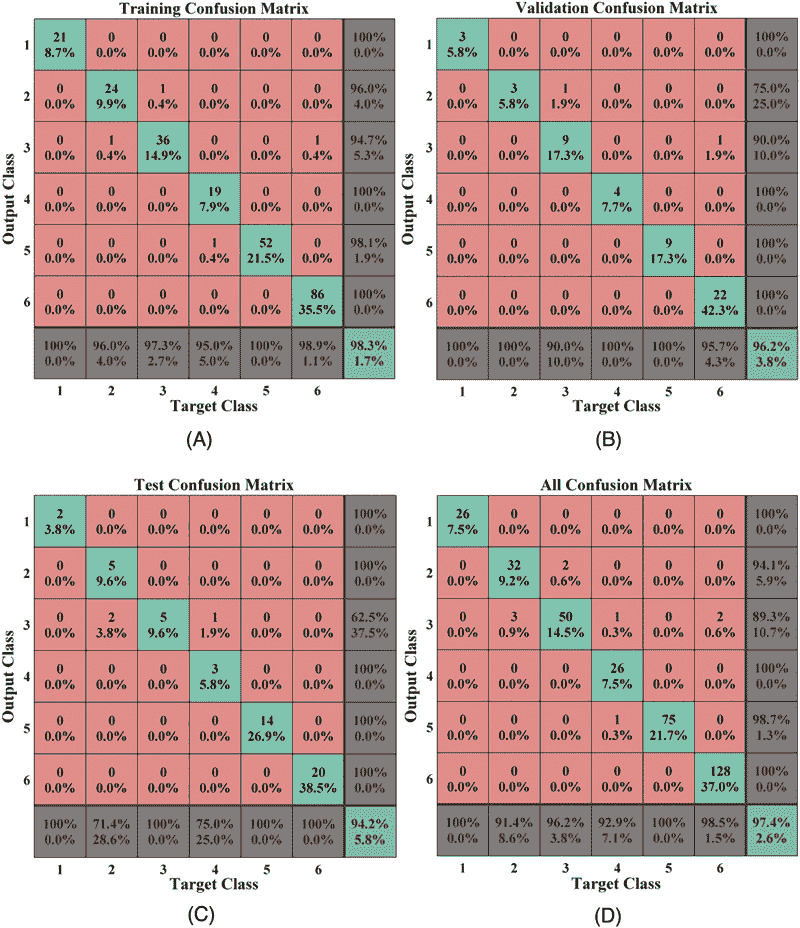 Training Confusion Matrix
1 21 0 0 0 0 0 100%
8.7% 0.0% 0.0% 0.0% 0.0% 0.0% 0.0%
2 0 24 1 0 0 0 96.0%
0.0% 9.9% 0.4% 0.0% 0.0% 0.0% 4.0%
3 0 1 36 0 0 1 94.7%
0.0% 0.4% 14.9% 0.0% 0.0% 0.4% 5.3%
4 0 0 0 19 0 0 100%
0.0% 0.0% 0.0% 7.9% 0.0% 0.0% 0.0%
5 0 0 0 1 52 0 98.1%
0.0% 0.0% 0.0% 0.4% 21.5% 0.0% 1.9%
6 0 0 0 0 0 86 100%
0.0% 0.0% 0.0% 0.0% 0.0% 35.5% 0.0%
100% 96.0% 97.3% 95.0% 100% 98.9% 98.3%
0.0% 4.0% 2.7% 5.0% 0.0% 1.1% 1.7%
1 2 3 4 5 6
Target Class
Output Class
(A)
Validation Confusion Matrix
1 3 0 0 0 0 0 100%
5.8% 0.0% 0.0% 0.0% 0.0% 0.0% 0.0%
2 0 3 1 0 0 0 75.0%
0.0% 5.8% 1.9% 0.0% 0.0% 0.0% 25.0%
3 0 0 9 0 0 1 90.0%
0.0% 0.0% 17.3% 0.0% 0.0% 1.9% 10.0%
4 0 0 0 4 0 0 100%
0.0% 0.0% 0.0% 7.7% 0.0% 0.0% 0.0%
5 0 0 0 0 9 0 100%
0.0% 0.0% 0.0% 0.0% 17.3% 0.0% 0.0%
6 0 0 0 0 0 22 100%
0.0% 0.0% 0.0% 0.0% 0.0% 42.3% 0.0%
100% 100% 90.0% 100% 100% 95.7% 96.2%
0.0% 0.0% 10.0% 0.0% 0.0% 4.3% 3.8%
1 2 3 4 5 6
Target Class
Output Class
(B)
Test Confusion Matrix
1 2 0 0 0 0 0 100%
3.8% 0.0% 0.0% 0.0% 0.0% 0.0% 0.0%
2 0 5 0 0 0 0 100%
0.0% 9.6% 0.0% 0.0% 0.0% 0.0% 0.0%
3 0 2 5 1 0 0 62.5%
0.0% 3.8% 9.6% 1.9% 0.0% 0.0% 37.5%
4 0 0 0 3 0 0 100%
0.0% 0.0% 0.0% 5.8% 0.0% 0.0% 0.0%
5 0 0 0 0 14 0 100%
0.0% 0.0% 0.0% 0.0% 26.9% 0.0% 0.0%
6 0 0 0 0 0 20 100%
0.0% 0.0% 0.0% 0.0% 0.0% 38.5% 0.0%
100% 71.4% 100% 75.0% 100% 100% 94.2%
0.0% 28.6% 0.0% 25.0% 0.0% 0.0% 5.8%
1 2 3 4 5 6
Target Class
Output Class
(C)
All Confusion Matrix
1 26 0 0 0 0 0 100%
7.5% 0.0% 0.0% 0.0% 0.0% 0.0% 0.0%
2 0 32 2 0 0 0 94.1%
0.0% 9.2% 0.6% 0.0% 0.0% 0.0% 5.9%
3 0 3 50 1 0 2 89.3%
0.0% 0.9% 14.5% 0.3% 0.0% 0.6% 10.7%
4 0 0 0 26 0 0 100%
0.0% 0.0% 0.0% 7.5% 0.0% 0.0% 0.0%
5 0 0 0 1 75 0 98.7%
0.0% 0.0% 0.0% 0.3% 21.7% 0.0% 1.3%
6 0 0 0 0 0 128 100%
0.0% 0.0% 0.0% 0.0% 0.0% 37.0% 0.0%
100% 91.4% 96.2% 92.9% 100% 98.5% 97.4%
0.0% 8.6% 3.8% 7.1% 0.0% 1.5% 2.6%
1 2 3 4 5 6
Target Class
Output Class
(D)